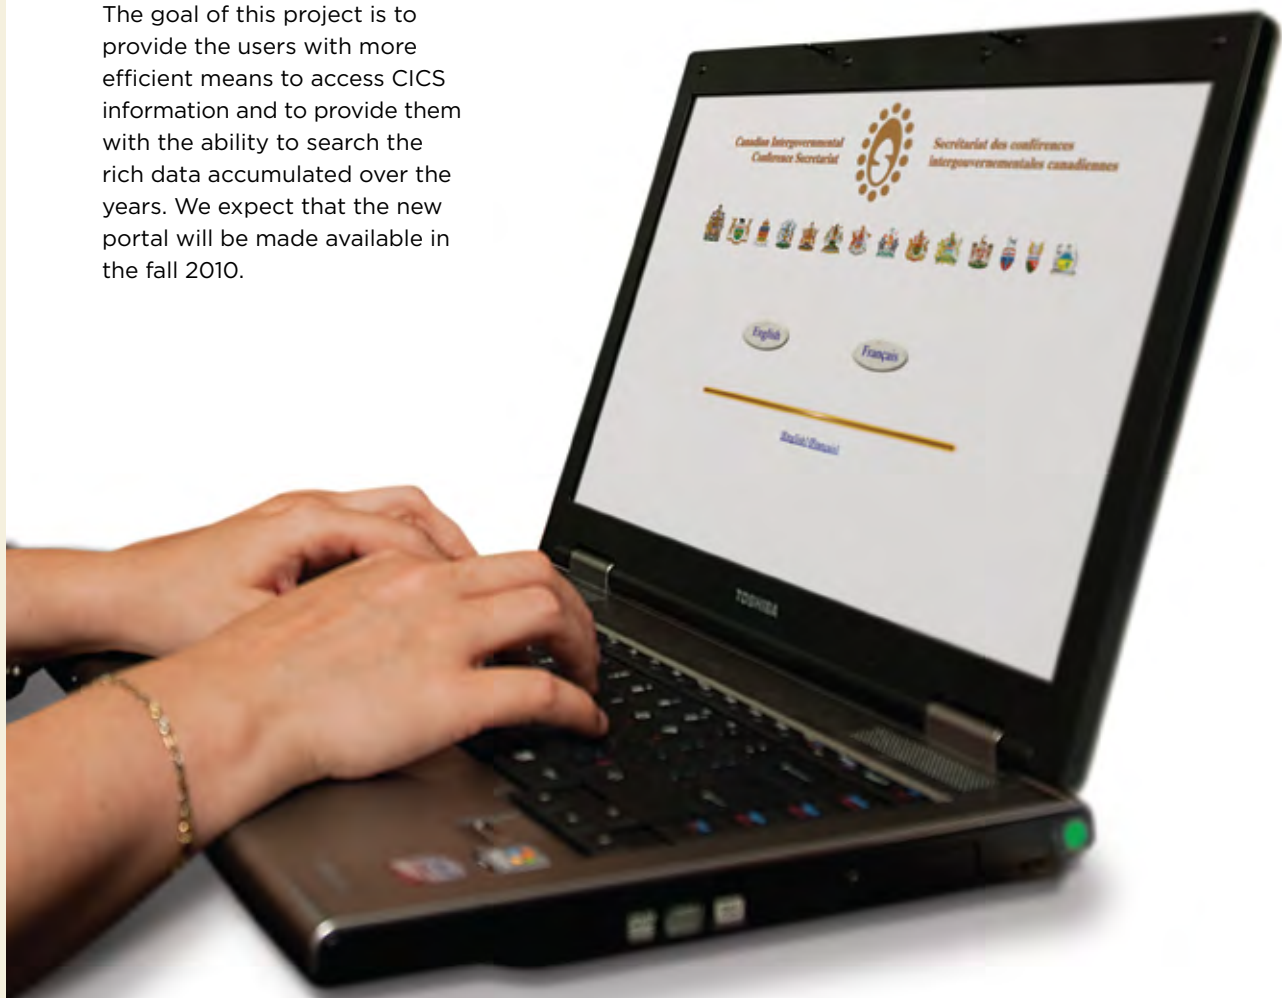 The goal of this project is to
provide the users with more
efficient means to access CICS
information and to provide them
with the ability to search the
rich data accumulated over the
years. We expect that the new
portal will be made available in
the fall 2010.
Canadian Intergovernmental
Conference Secretariat
Secrétariat des conférences
intergouvernementales canadiennes
English
Français
[English] [Français]
TOSHIBA